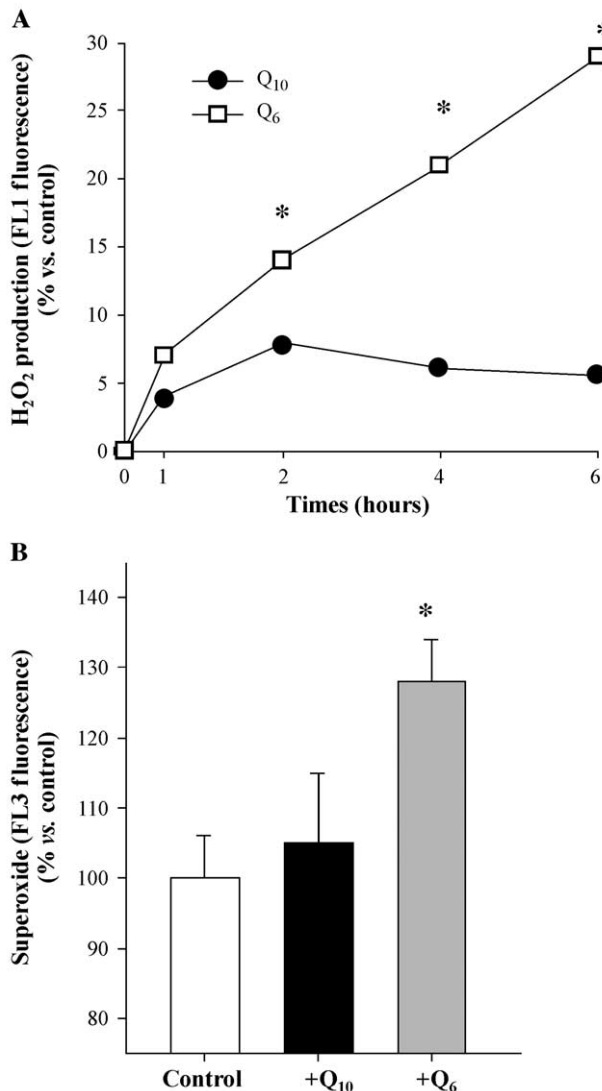 A
H₂O₂ production (FL1 fluorescence)
(% vs. control)
30
25
20
15
10
5
0
Q₁₀
Q₆
*
*
*
0 1 2 4 6
Times (hours)
B
Superoxide (FL3 fluorescence)
(% vs. control)
140
130
120
110
100
90
80
*
Control +Q₁₀ +Q₆